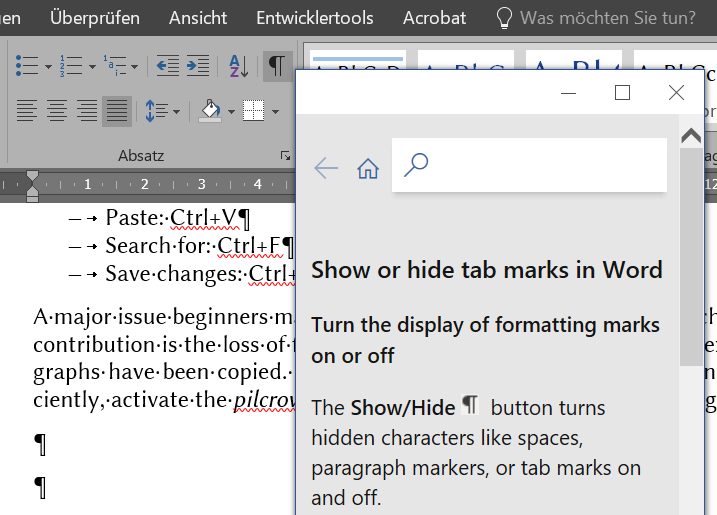 en Überprüfen Ansicht Entwicklertools Acrobat Was möchten Sie tun?
Absatz
1 2 3 4 12
– → Paste:·Ctrl+V¶
– → Search·for:·Ctrl+F¶
– → Save·changes:·Ctrl+
A·major·issue·beginners·m
contribution·is·the·loss·of·
graphs·have·been·copied.·
ciently,·activate·the·pilcrow
¶
¶
Show or hide tab marks in Word
Turn the display of formatting marks
on or off
The Show/Hide ¶ button turns
hidden characters like spaces,
paragraph markers, or tab marks on
and off.